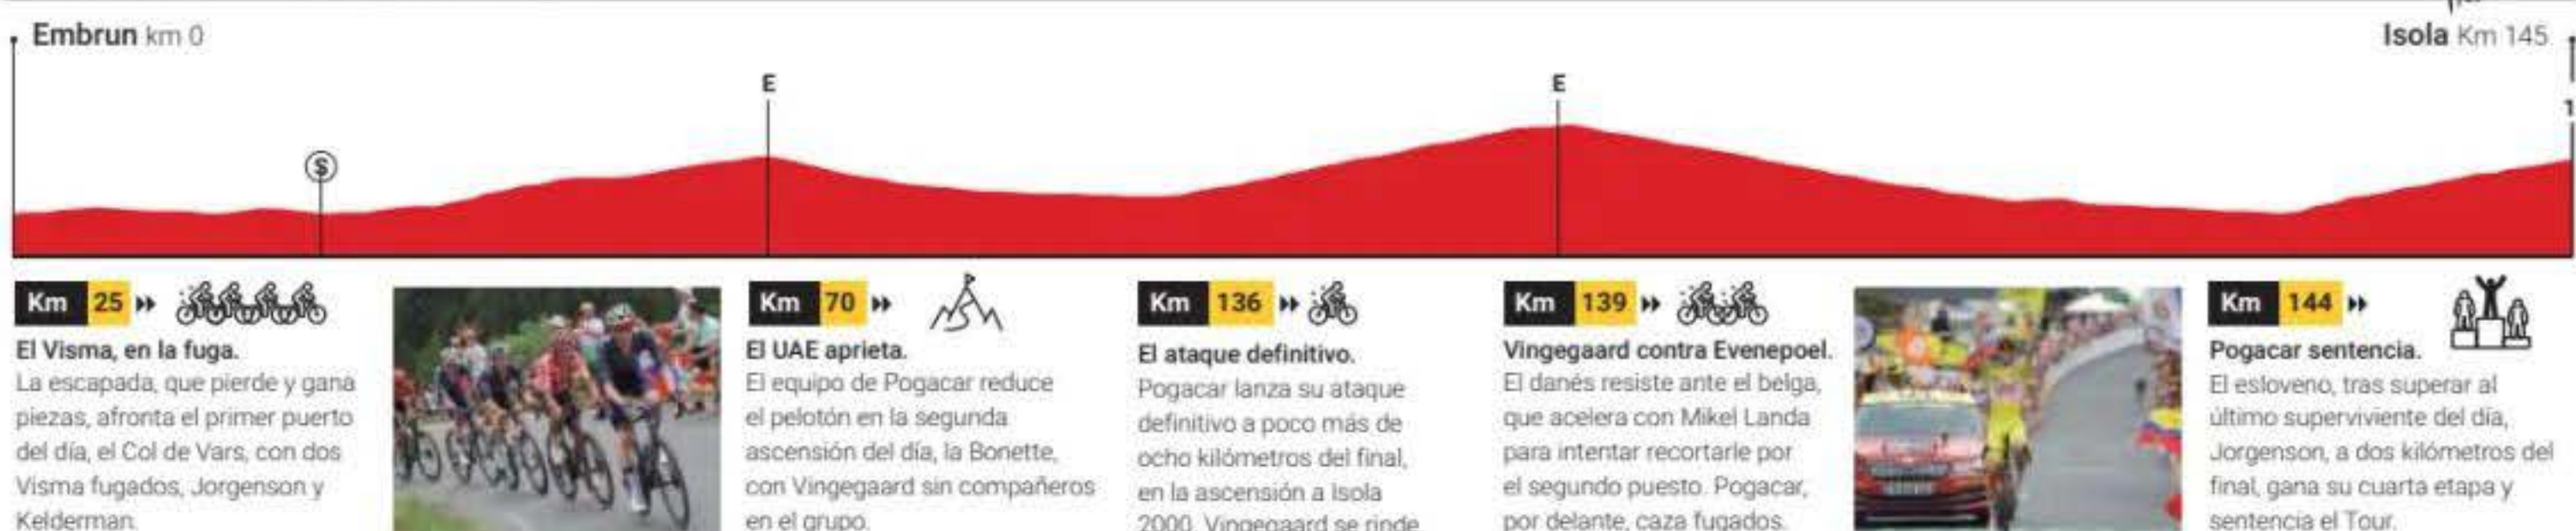 Embrun km 0
Isola Km 145
E
E
1
S
Km 25
El Visma, en la fuga.
La escapada, que pierde y gana
piezas, afronta el primer puerto
del día, el Col de Vars, con dos
Visma fugados, Jorgenson y
Kelderman.
Km 70
El UAE aprieta.
El equipo de Pogacar reduce
el pelotón en la segunda
ascensión del día, la Bonette,
con Vingegaard sin compañeros
en el grupo.
Km 136
El ataque definitivo.
Pogacar lanza su ataque
definitivo a poco más de
ocho kilómetros del final,
en la ascensión a Isola
2000. Vingegaard se rinde
Km 139
Vingegaard contra Evenepoel.
El danés resiste ante el belga,
que acelera con Mikel Landa
para intentar recortarle por
el segundo puesto. Pogacar,
por delante, caza fugados.
Km 144
Pogacar sentencia.
El esloveno, tras superar al
último superviviente del día,
Jorgenson, a dos kilómetros del
final, gana su cuarta etapa y
sentencia el Tour.